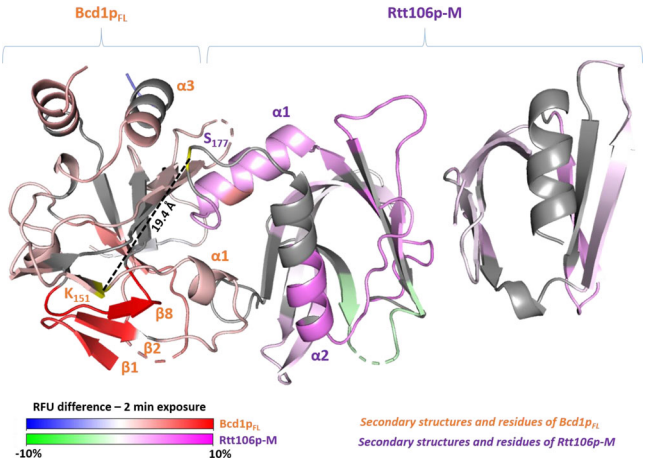 Bcd1pFL
Rtt106p-M
α3
α1
S177
19.4 Å
α1
K151
β8
β2
β1
α2
RFU difference – 2 min exposure
Bcd1pFL
Rtt106p-M
-10%
10%
Secondary structures and residues of Bcd1pFL
Secondary structures and residues of Rtt106p-M